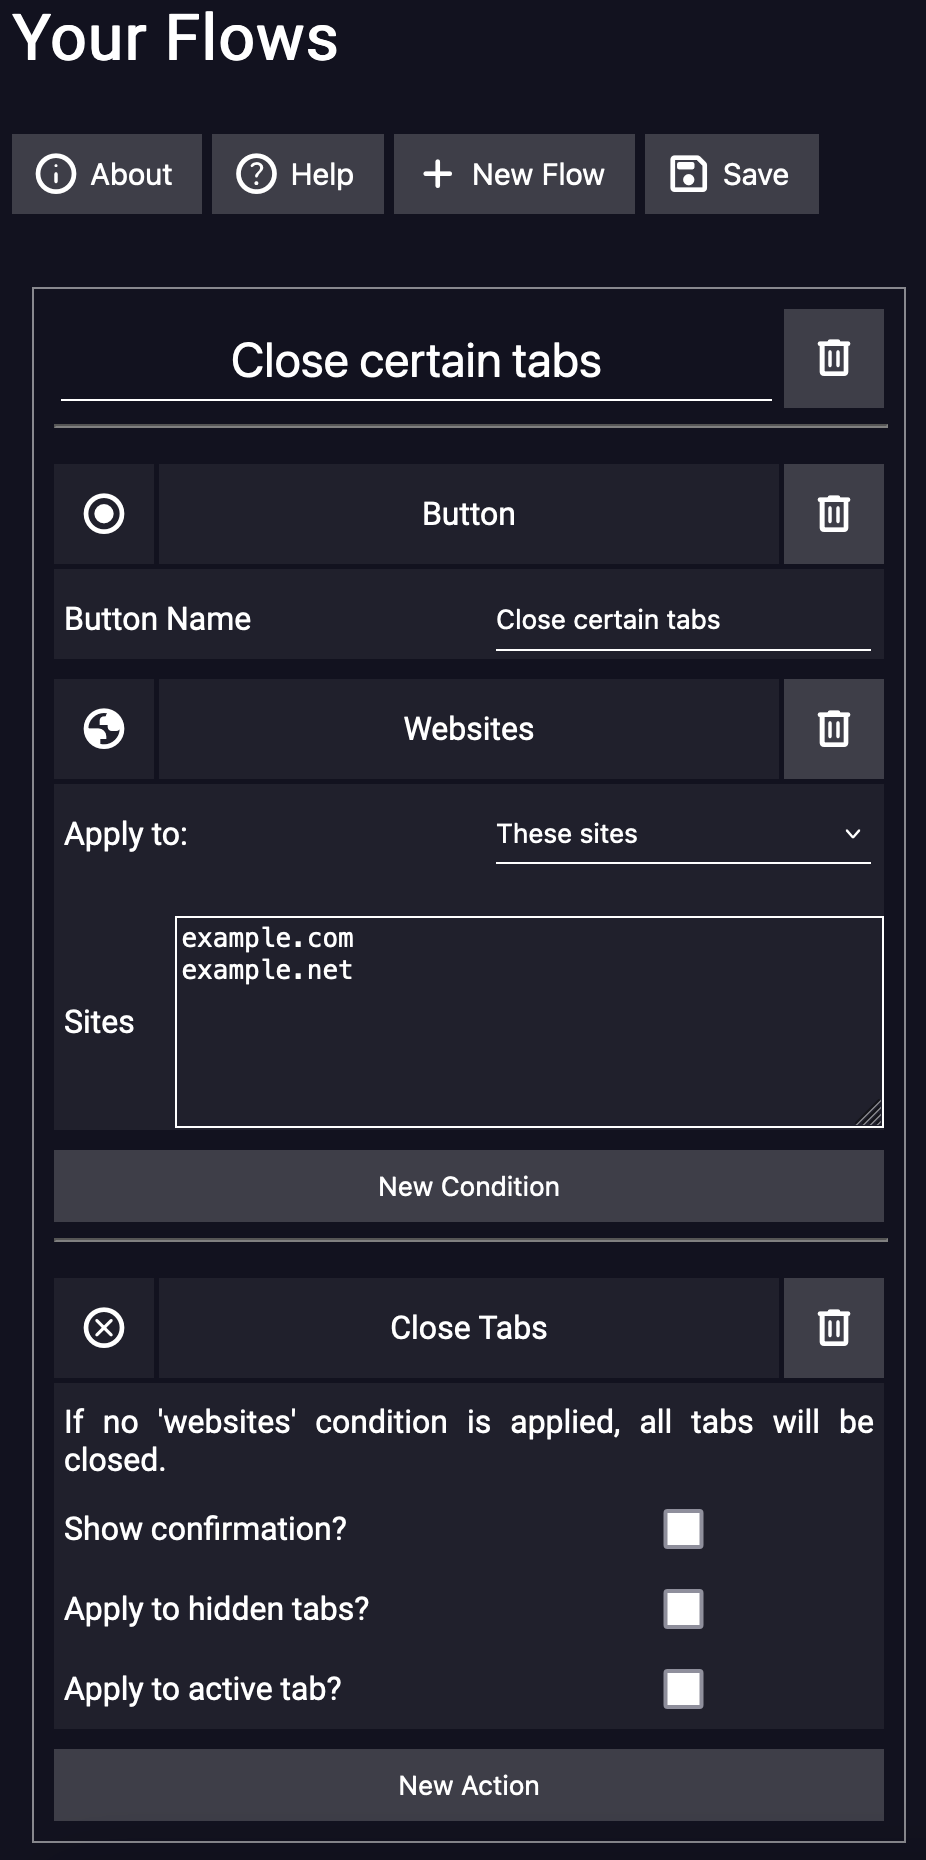 Your Flows
About
Help
New Flow
Save
Close certain tabs
Button
Button Name
Close certain tabs
Websites
Apply to:
These sites
example.com
example.net
Sites
New Condition
Close Tabs
If no 'websites' condition is applied, all tabs will be
closed.
Show confirmation?
Apply to hidden tabs?
Apply to active tab?
New Action